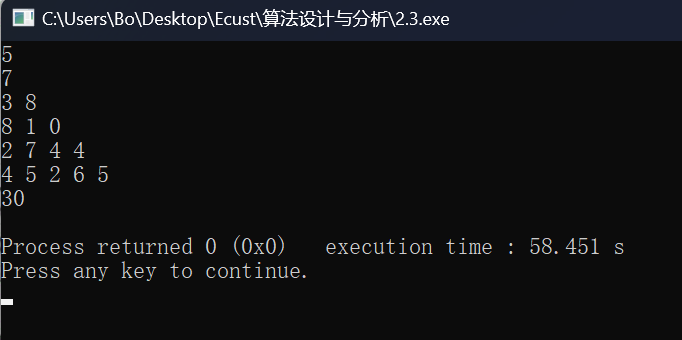 C:\Users\Bo\Desktop\Ecust\算法设计与分析\2.3.exe
5
7
3 8
8 1 0
2 7 4 4
4 5 2 6 5
30
Process returned 0 (0x0)   execution time : 58.451 s
Press any key to continue.